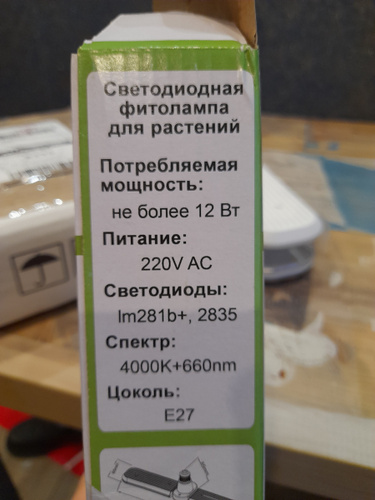 Светодиодная
фитолампа
для растений
Потребляемая
мощность:
не более 12 Вт
Питание:
220V AC
Светодиоды:
lm281b+, 2835
Спектр:
4000K+660nm
Цоколь:
E27